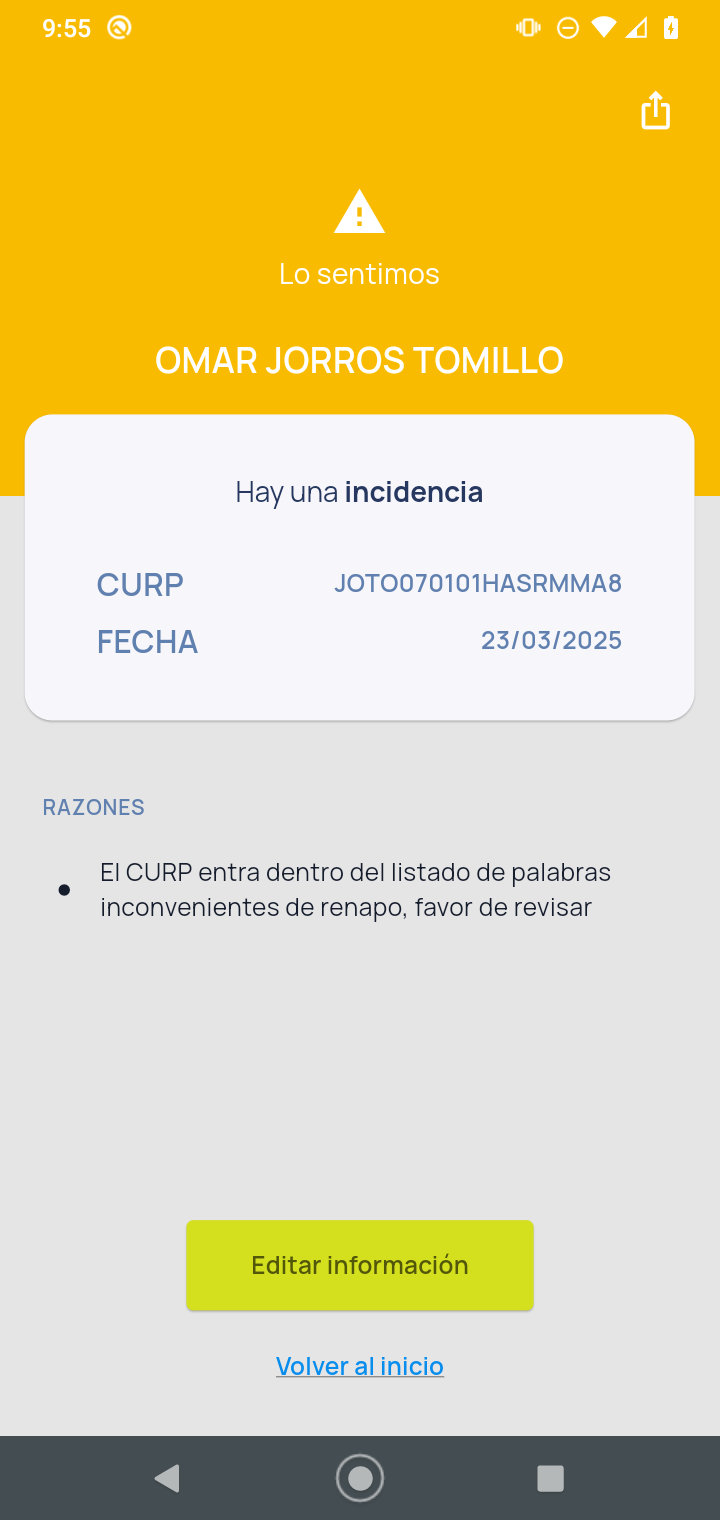 9:55
Lo sentimos
OMAR JORROS TOMILLO
Hay una incidencia
CURP JOTO070101HASRMMA8
FECHA 23/03/2025
RAZONES
El CURP entra dentro del listado de palabras
inconvenientes de renapo, favor de revisar
Editar información
Volver al inicio